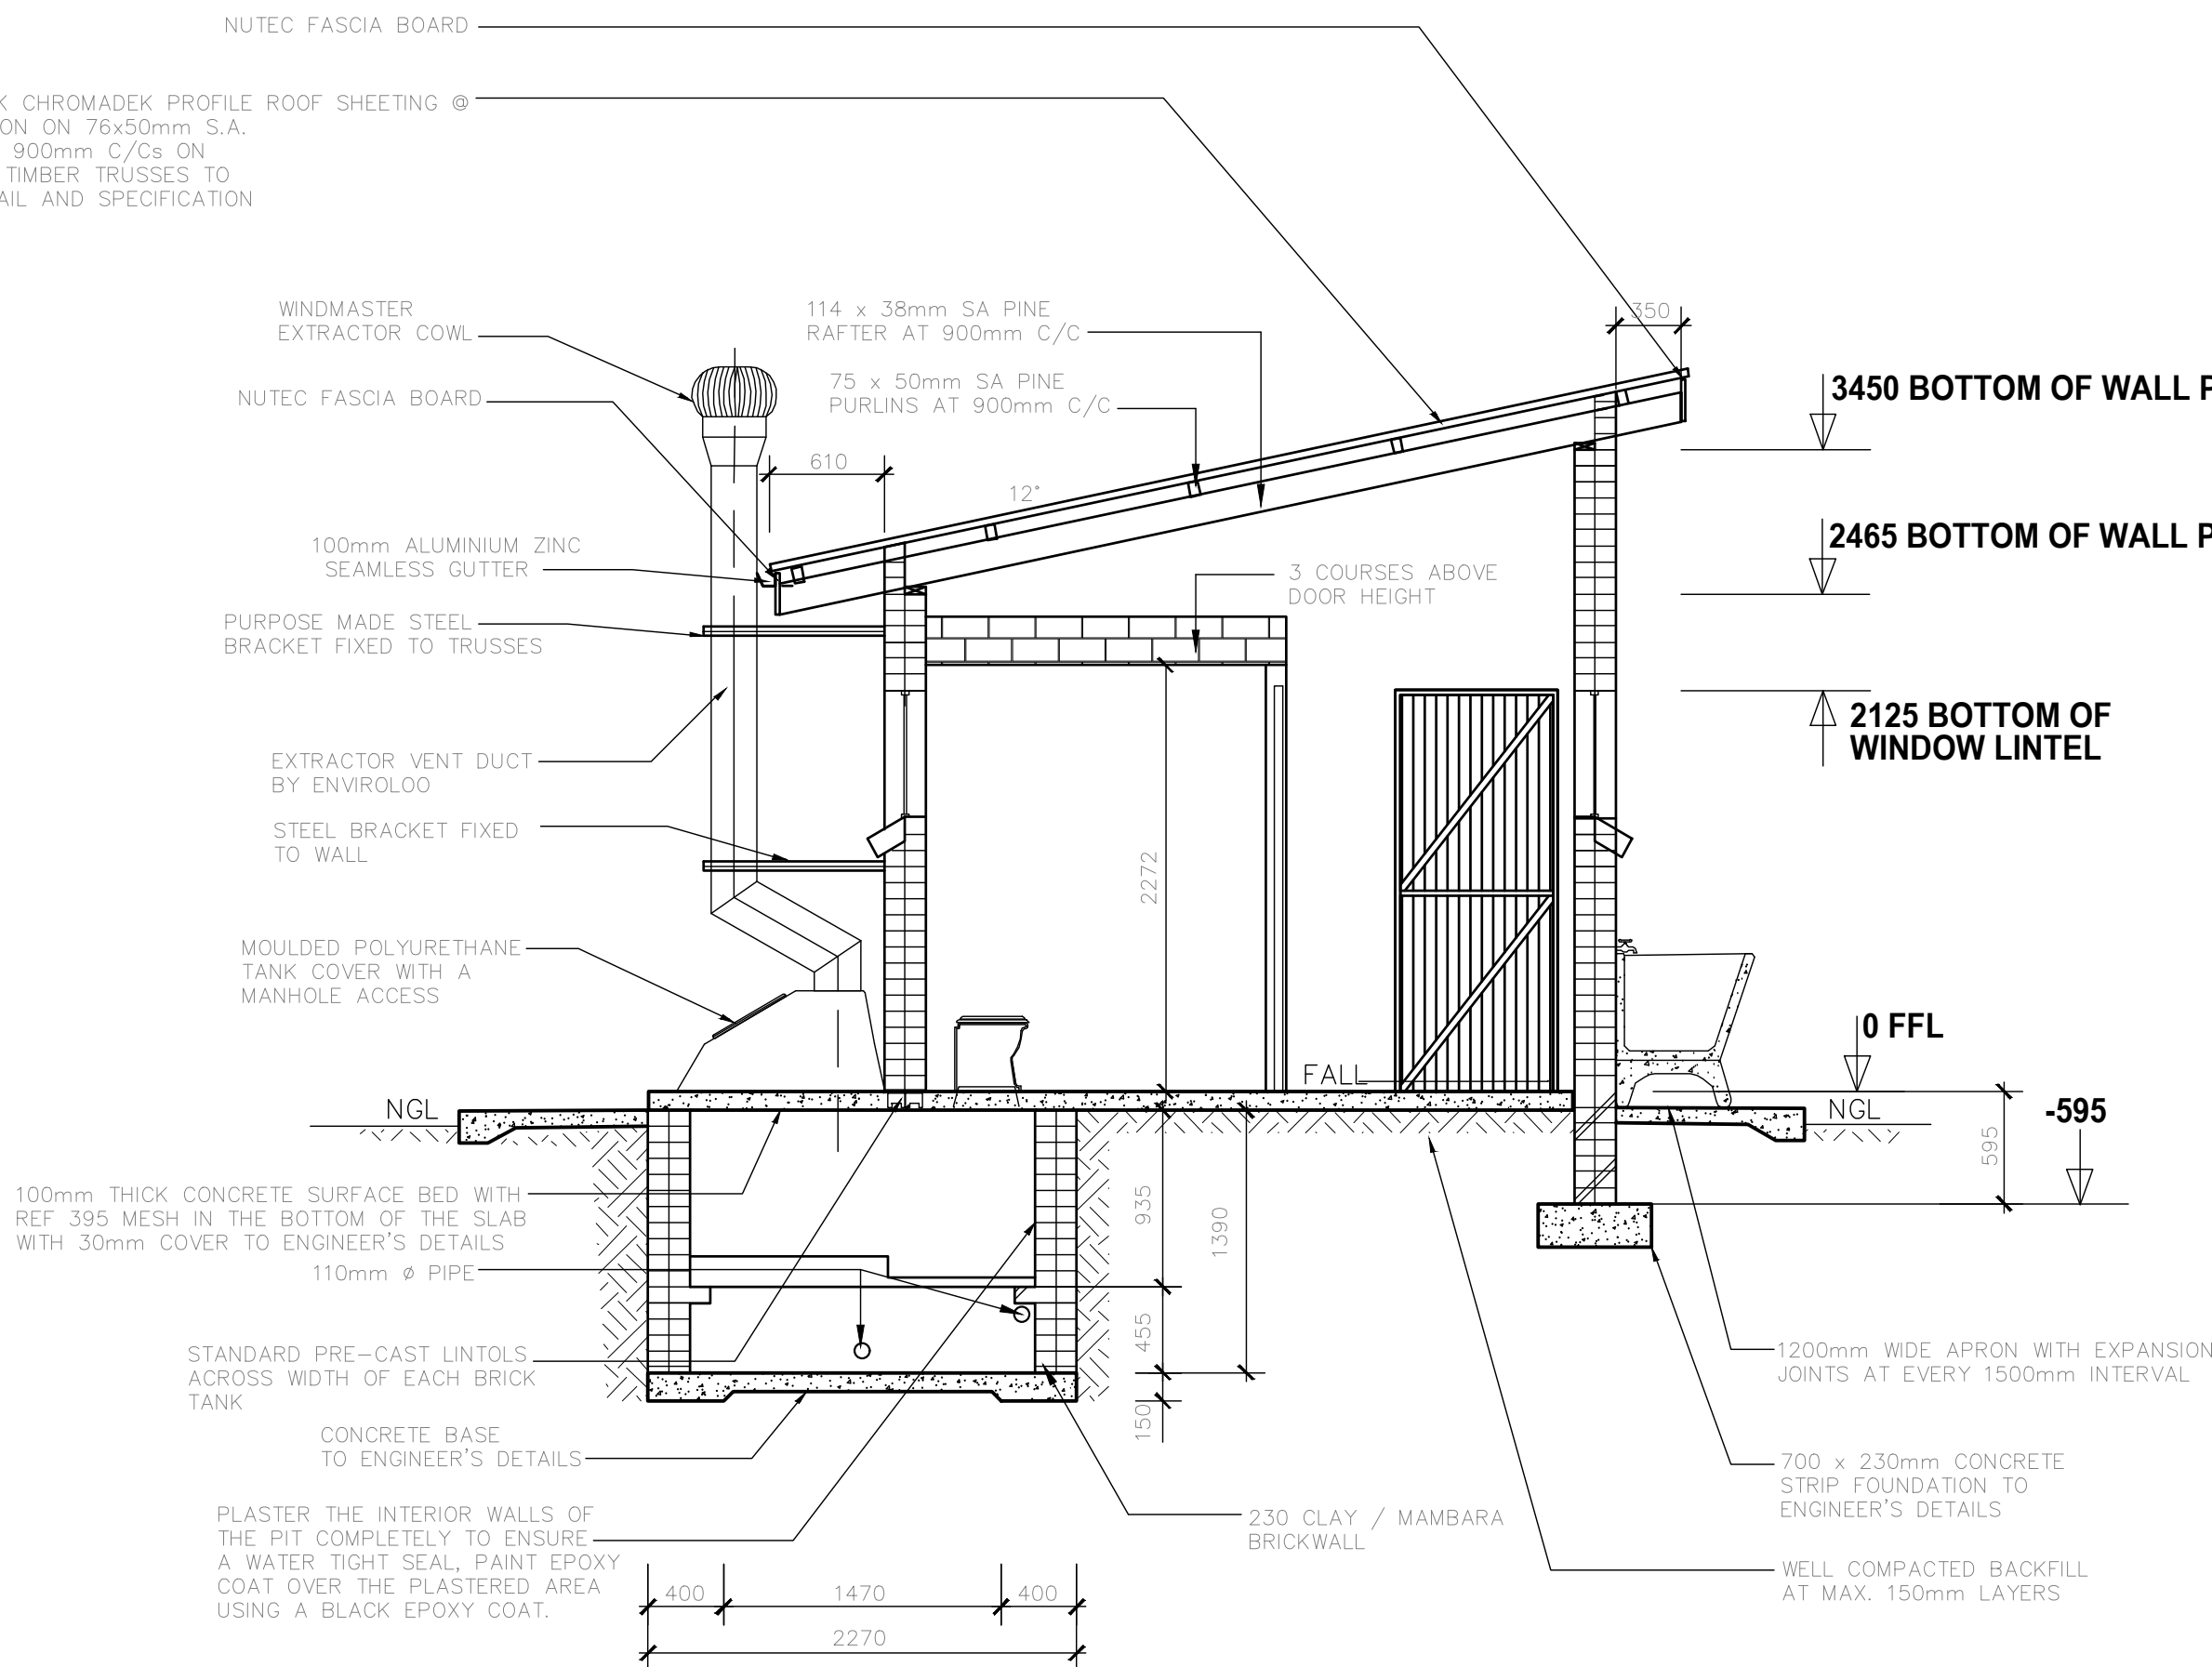 NUTEC FASCIA BOARD
K CHROMADEK PROFILE ROOF SHEETING @
ON ON 76x50mm S.A.
900mm C/Cs ON
TIMBER TRUSSES TO
AIL AND SPECIFICATION
WINDMASTER
EXTRACTOR COWL
114 x 38mm SA PINE
RAFTER AT 900mm C/C
350
75 x 50mm SA PINE
PURLINS AT 900mm C/C
NUTEC FASCIA BOARD
3450 BOTTOM OF WALL P
610
12°
100mm ALUMINIUM ZINC
SEAMLESS GUTTER
2465 BOTTOM OF WALL P
3 COURSES ABOVE
DOOR HEIGHT
PURPOSE MADE STEEL
BRACKET FIXED TO TRUSSES
2125 BOTTOM OF
WINDOW LINTEL
EXTRACTOR VENT DUCT
BY ENVIROLOO
STEEL BRACKET FIXED
TO WALL
2272
MOULDED POLYURETHANE
TANK COVER WITH A
MANHOLE ACCESS
0 FFL
FALL
NGL
NGL
-595
595
100mm THICK CONCRETE SURFACE BED WITH
REF 395 MESH IN THE BOTTOM OF THE SLAB
WITH 30mm COVER TO ENGINEER'S DETAILS
935
1390
110mm ø PIPE
455
STANDARD PRE-CAST LINTOLS
ACROSS WIDTH OF EACH BRICK
TANK
1200mm WIDE APRON WITH EXPANSION
JOINTS AT EVERY 1500mm INTERVAL
150
CONCRETE BASE
TO ENGINEER'S DETAILS
700 x 230mm CONCRETE
STRIP FOUNDATION TO
ENGINEER'S DETAILS
PLASTER THE INTERIOR WALLS OF
THE PIT COMPLETELY TO ENSURE
A WATER TIGHT SEAL, PAINT EPOXY
COAT OVER THE PLASTERED AREA
USING A BLACK EPOXY COAT.
230 CLAY / MAMBARA
BRICKWALL
WELL COMPACTED BACKFILL
AT MAX. 150mm LAYERS
400
1470
400
2270